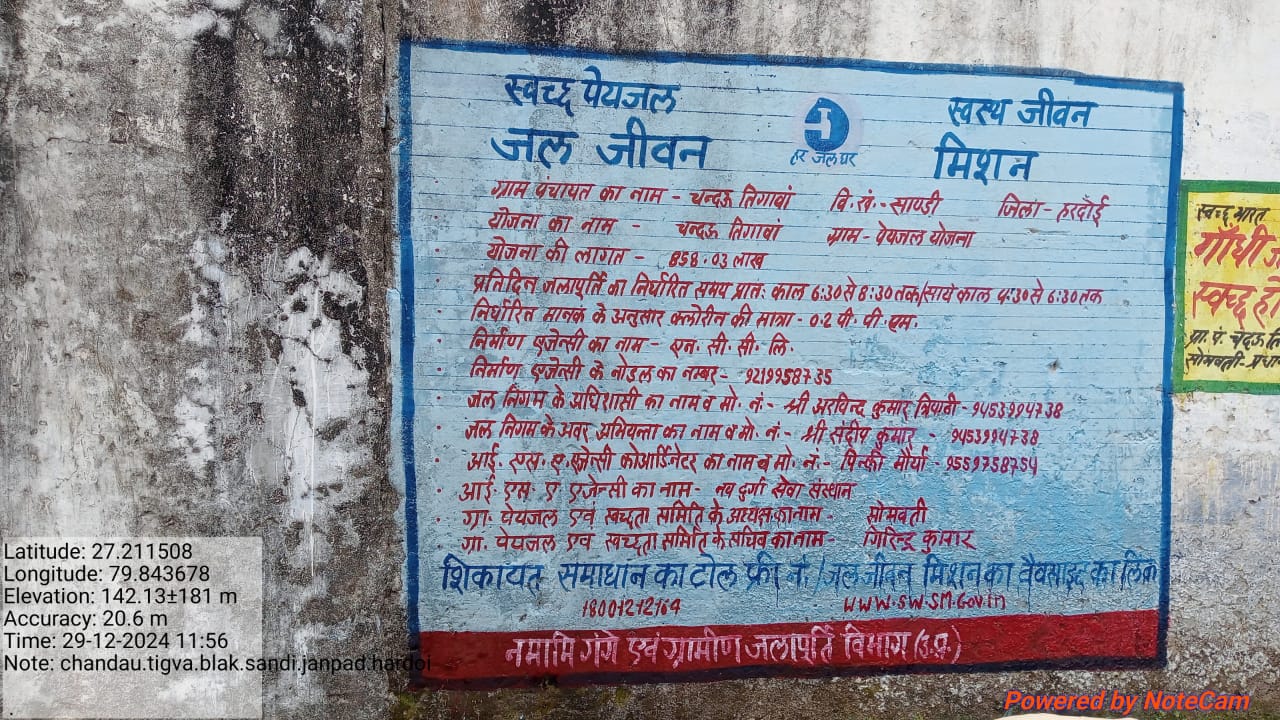 स्वच्छ पेयजल स्वस्थ जीवन
जल जीवन मिशन
हर जल घर
ग्राम पंचायत का नाम - चन्दऊ तिगावां वि.सं.- साण्डी जिला - हरदोई
योजना का नाम - चन्दऊ तिगावां ग्राम - पेयजल योजना
योजना की लागत - 858.03 लाख
प्रतिदिन जलापूर्ति का निर्धारित समय प्रातः काल 6:30 से 8:30 तक/सायं काल 4:30 से 6:30 तक
निर्धारित मानक के अनुसार क्लोरीन की मात्रा - 0.2 पी. पी. एम.
निर्माण एजेन्सी का नाम - एन. सी. सी. लि.
निर्माण एजेन्सी के नोडल का नम्बर - 9219958735
जल निगम के अधिशासी का नाम व मो. नं.- श्री अरविन्द कुमार त्रिपाठी - 9453994738
जल निगम के अवर अभियन्ता का नाम व मो. नं.- श्री संदीप कुमार - 9453994738
आई. एस. ए. एजेन्सी कोआर्डिनेटर का नाम व मो. नं.- पिन्की मौर्या - 9559758754
आई. एस ए एजेन्सी का नाम - नव दुर्गा सेवा संस्थान
ग्रा. पेयजल एवं स्वच्छता समिति के अध्यक्ष का नाम - सोमवती
ग्रा. पेयजल एवं स्वच्छता समिति के सचिव का नाम - गिरिन्द्र कुमार
शिकायत समाधान का टोल फ्री नं./जल जीवन मिशन का वैवसाइट का लिंक
18001212164 www.swsm.gov.in
नमामि गंगे एवं ग्रामीण जलापूर्ति विभाग (उ.प्र.)
स्वच्छ भारत
गाँधी
स्वच्छ हो
ग्रा. पं. चंदऊ ति
सोमवती - प्रधा
Latitude: 27.211508
Longitude: 79.843678
Elevation: 142.13±181 m
Accuracy: 20.6 m
Time: 29-12-2024 11:56
Note: chandau.tigva.blak.sandi.janpad.hardoi
Powered by NoteCam